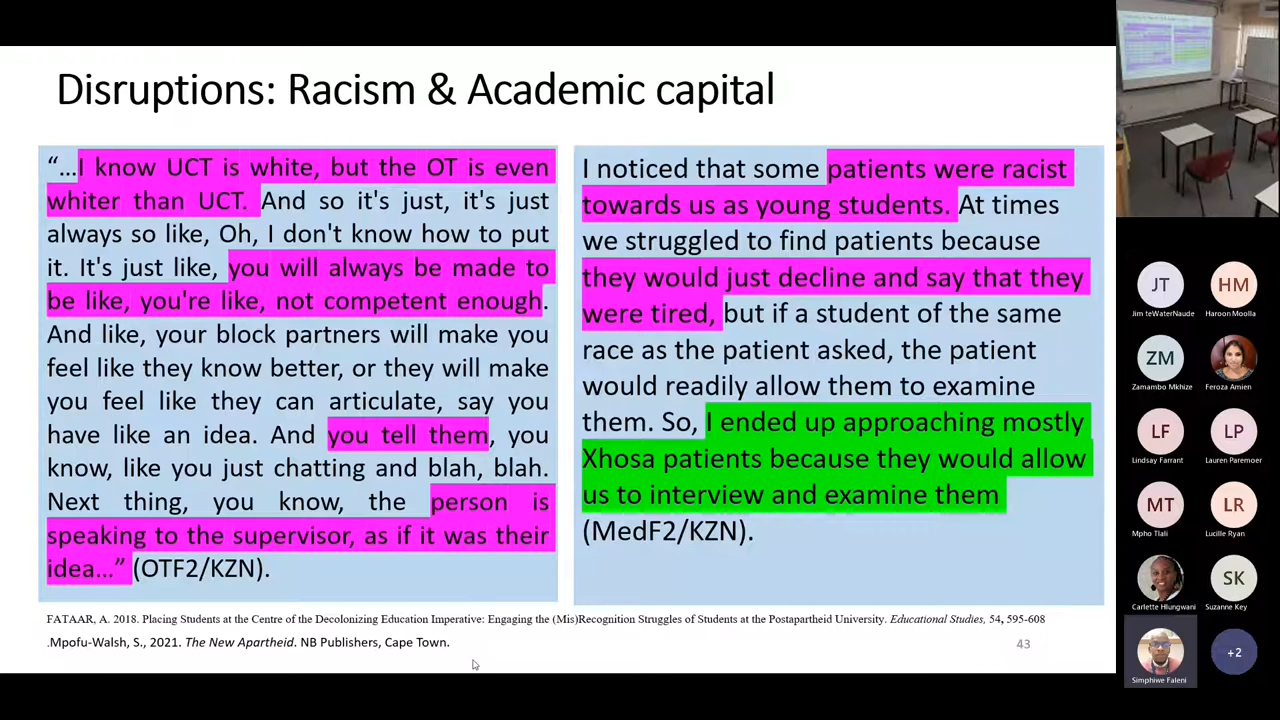 Disruptions: Racism & Academic capital
“...I know UCT is white, but the OT is even
whiter than UCT. And so it's just, it's just
always so like, Oh, I don't know how to put
it. It's just like, you will always be made to
be like, you're like, not competent enough.
And like, your block partners will make you
feel like they know better, or they will make
you feel like they can articulate, say you
have like an idea. And you tell them, you
know, like you just chatting and blah, blah.
Next thing, you know, the person is
speaking to the supervisor, as if it was their
idea...” (OTF2/KZN).
I noticed that some patients were racist
towards us as young students. At times
we struggled to find patients because
they would just decline and say that they
were tired, but if a student of the same
race as the patient asked, the patient
would readily allow them to examine
them. So, I ended up approaching mostly
Xhosa patients because they would allow
us to interview and examine them
(MedF2/KZN).
FATAAR, A. 2018. Placing Students at the Centre of the Decolonizing Education Imperative: Engaging the (Mis)Recognition Struggles of Students at the Postapartheid University. Educational Studies, 54, 595-608
.Mpofu-Walsh, S., 2021. The New Apartheid. NB Publishers, Cape Town.
43
JT
HM
Jim teWaterNaude
Haroon Moolla
ZM
Zamambo Mkhize
Feroza Amien
LF
LP
Lindsay Farrant
Lauren Paremoer
MT
LR
Mpho Tlali
Lucille Ryan
SK
Carlette Hlungwani
Suzanne Key
+2
Simphiwe Faleni